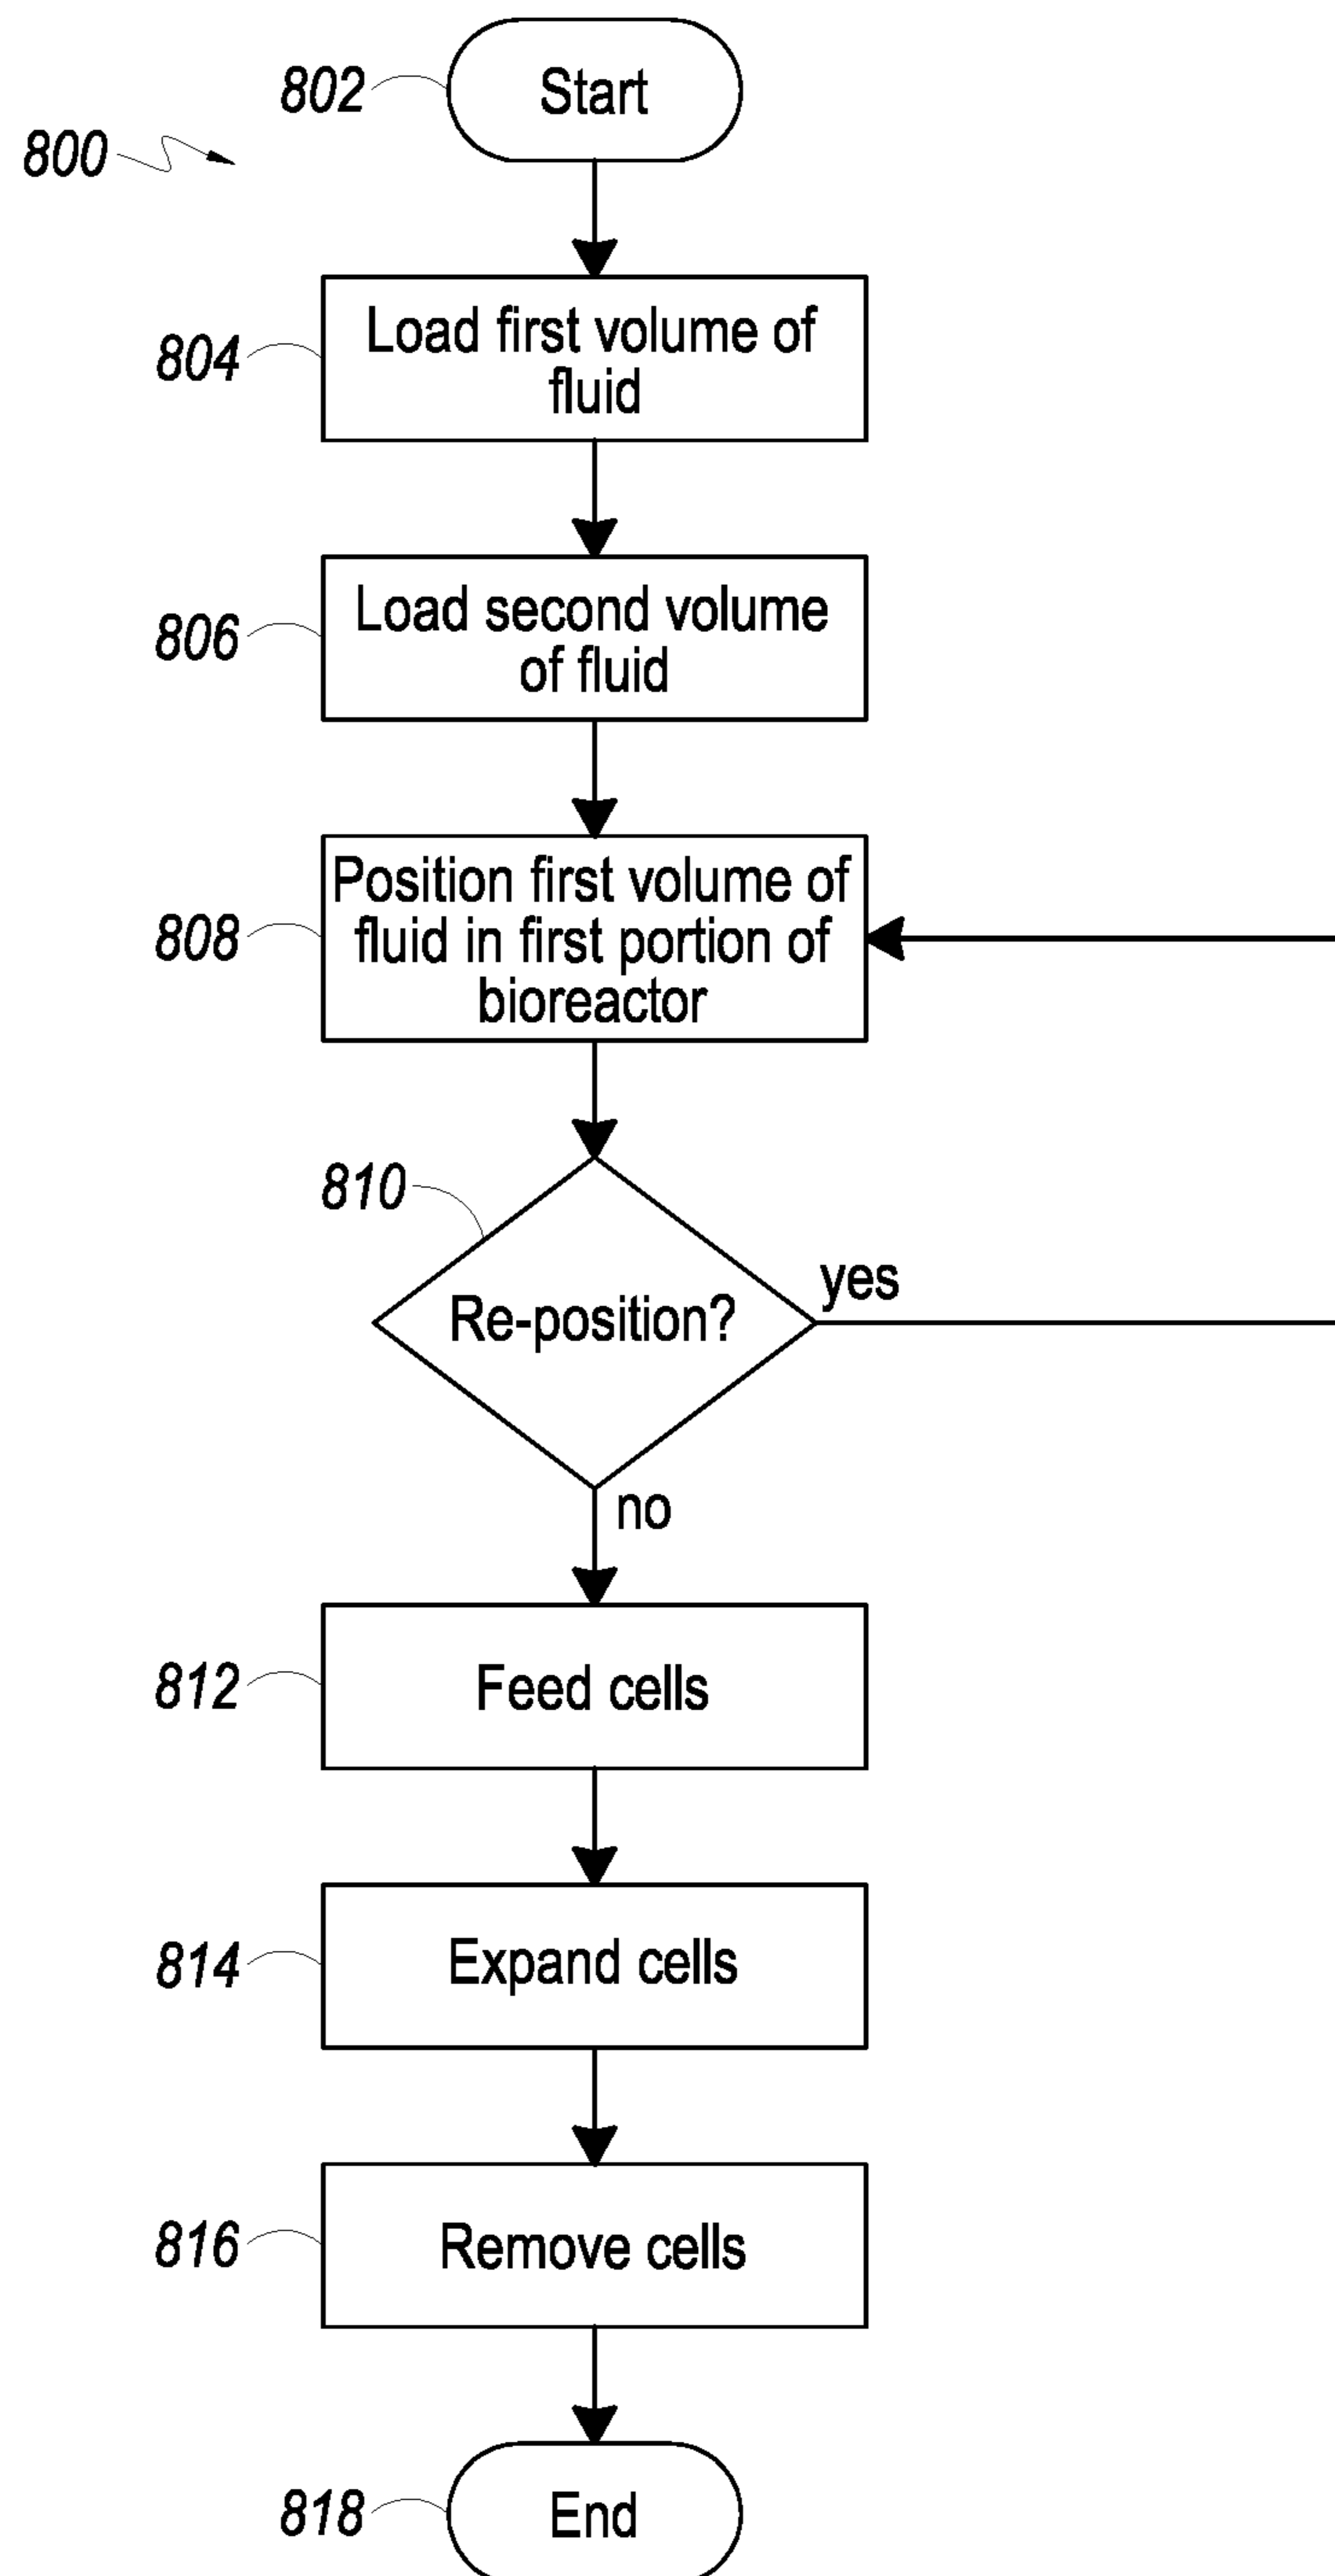 802
Start
800
804
Load first volume of
fluid
806
Load second volume
of fluid
808
Position first volume of
fluid in first portion of
bioreactor
810
Re-position?
yes
no
812
Feed cells
814
Expand cells
816
Remove cells
818
End